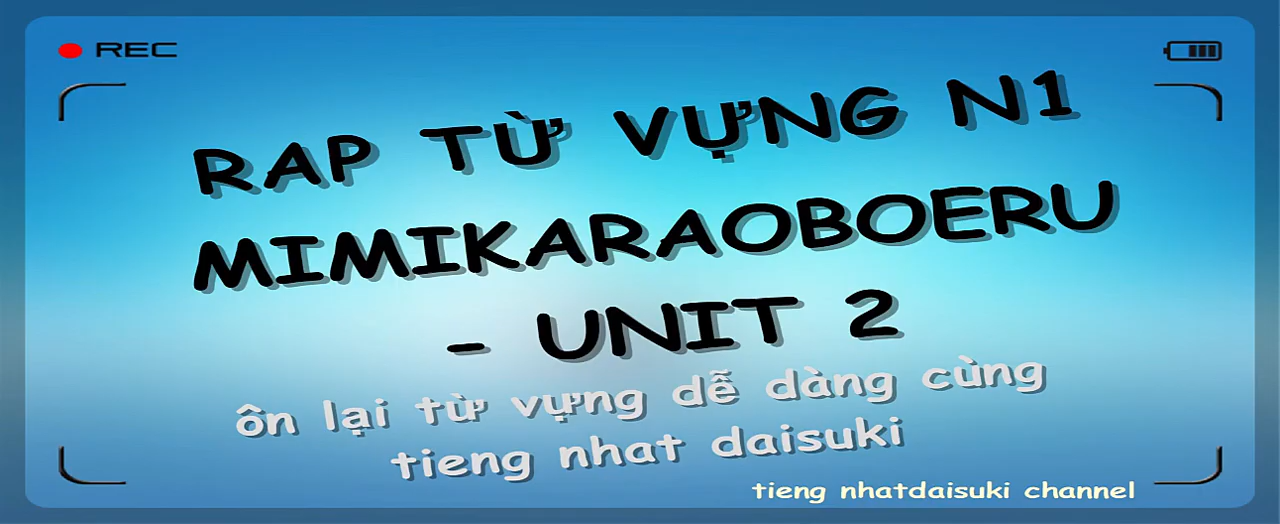 REC
RAP TỪ VỰNG N1
MIMIKARAOBOERU
- UNIT 2
ôn lại từ vựng dễ dàng cùng
tieng nhat daisuki
tieng nhatdaisuki channel